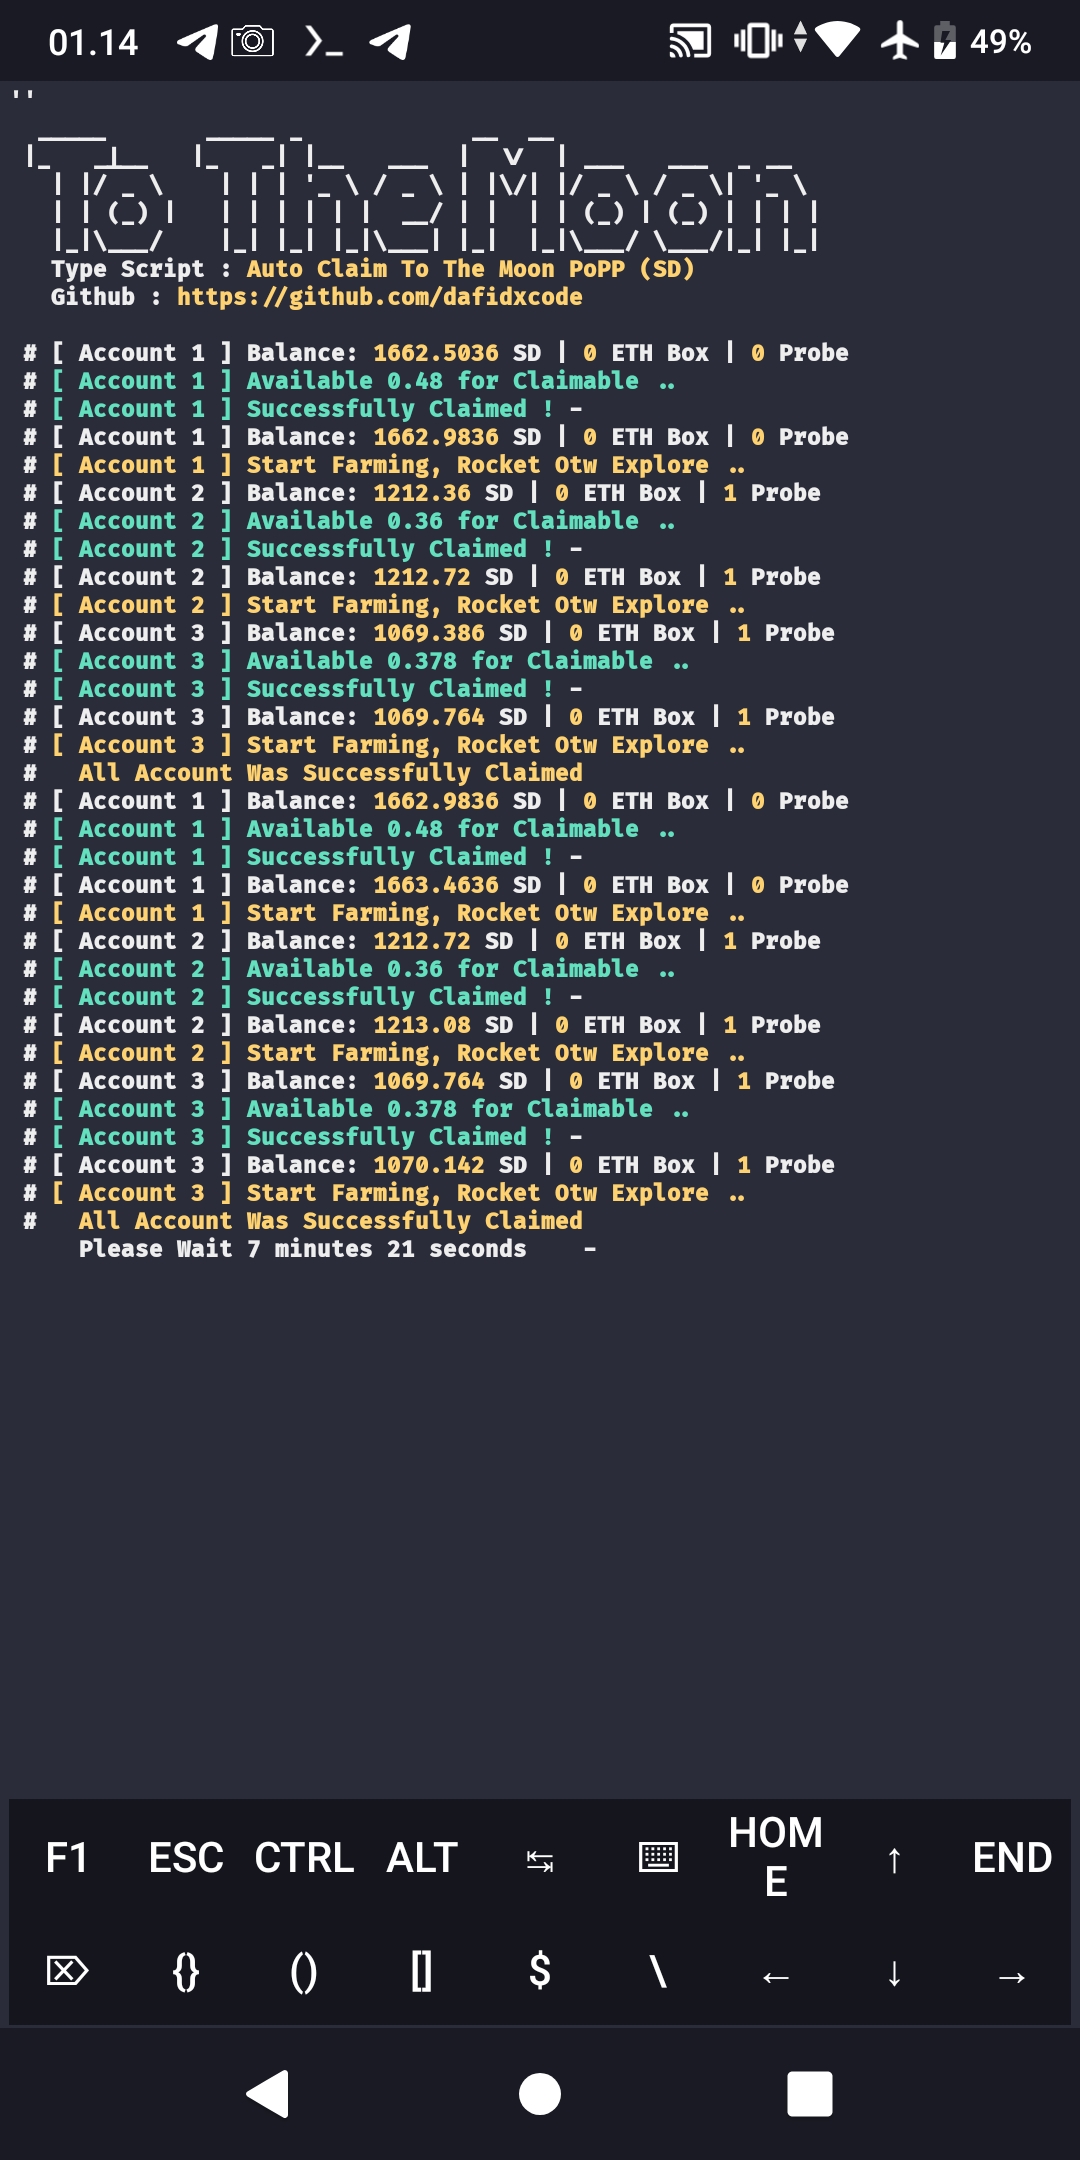 01.14 49%
To The Moon
Type Script : Auto Claim To The Moon PoPP (SD)
Github : https://github.com/dafidxcode
# [ Account 1 ] Balance: 1662.5036 SD | 0 ETH Box | 0 Probe
# [ Account 1 ] Available 0.48 for Claimable ..
# [ Account 1 ] Successfully Claimed ! -
# [ Account 1 ] Balance: 1662.9836 SD | 0 ETH Box | 0 Probe
# [ Account 1 ] Start Farming, Rocket Otw Explore ..
# [ Account 2 ] Balance: 1212.36 SD | 0 ETH Box | 1 Probe
# [ Account 2 ] Available 0.36 for Claimable ..
# [ Account 2 ] Successfully Claimed ! -
# [ Account 2 ] Balance: 1212.72 SD | 0 ETH Box | 1 Probe
# [ Account 2 ] Start Farming, Rocket Otw Explore ..
# [ Account 3 ] Balance: 1069.386 SD | 0 ETH Box | 1 Probe
# [ Account 3 ] Available 0.378 for Claimable ..
# [ Account 3 ] Successfully Claimed ! -
# [ Account 3 ] Balance: 1069.764 SD | 0 ETH Box | 1 Probe
# [ Account 3 ] Start Farming, Rocket Otw Explore ..
# All Account Was Successfully Claimed
# [ Account 1 ] Balance: 1662.9836 SD | 0 ETH Box | 0 Probe
# [ Account 1 ] Available 0.48 for Claimable ..
# [ Account 1 ] Successfully Claimed ! -
# [ Account 1 ] Balance: 1663.4636 SD | 0 ETH Box | 0 Probe
# [ Account 1 ] Start Farming, Rocket Otw Explore ..
# [ Account 2 ] Balance: 1212.72 SD | 0 ETH Box | 1 Probe
# [ Account 2 ] Available 0.36 for Claimable ..
# [ Account 2 ] Successfully Claimed ! -
# [ Account 2 ] Balance: 1213.08 SD | 0 ETH Box | 1 Probe
# [ Account 2 ] Start Farming, Rocket Otw Explore ..
# [ Account 3 ] Balance: 1069.764 SD | 0 ETH Box | 1 Probe
# [ Account 3 ] Available 0.378 for Claimable ..
# [ Account 3 ] Successfully Claimed ! -
# [ Account 3 ] Balance: 1070.142 SD | 0 ETH Box | 1 Probe
# [ Account 3 ] Start Farming, Rocket Otw Explore ..
# All Account Was Successfully Claimed
Please Wait 7 minutes 21 seconds -
F1 ESC CTRL ALT ↹ HOME ↑ END
⌦ {} () [] $ \ ← ↓ →